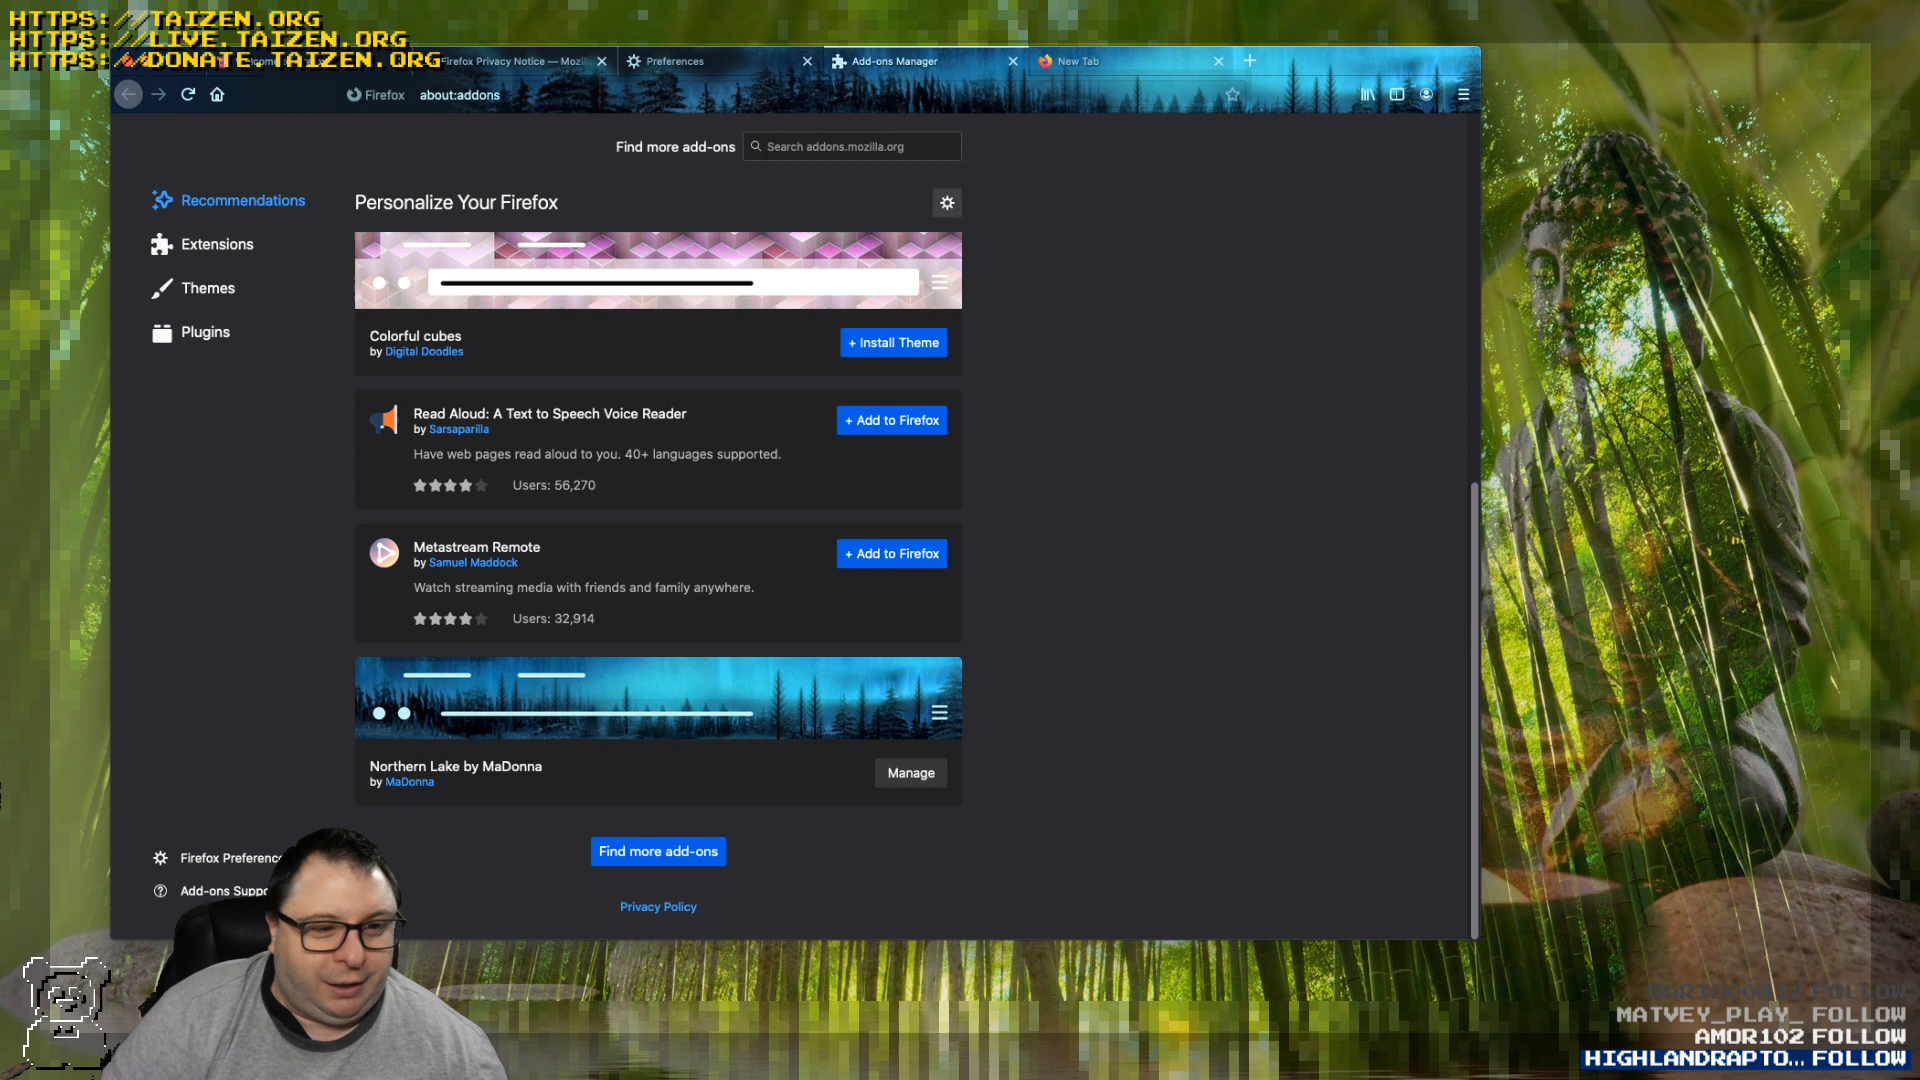 HTTPS://TAIZEN.ORG
HTTPS://LIVE.TAIZEN.ORG
HTTPS://DONATE.TAIZEN.ORG
Firefox Privacy Notice — Mozil
Preferences
Add-ons Manager
New Tab
Firefox
about:addons
Find more add-ons
Search addons.mozilla.org
Recommendations
Extensions
Themes
Plugins
Personalize Your Firefox
Colorful cubes
by Digital Doodles
+ Install Theme
Read Aloud: A Text to Speech Voice Reader
by Sarsaparilla
+ Add to Firefox
Have web pages read aloud to you. 40+ languages supported.
Users: 56,270
Metastream Remote
by Samuel Maddock
+ Add to Firefox
Watch streaming media with friends and family anywhere.
Users: 32,914
Northern Lake by MaDonna
by MaDonna
Manage
Firefox Preferenc
Add-ons Suppo
Find more add-ons
Privacy Policy
FOLLOW
MATVEY_PLAY_ FOLLOW
AMOR102 FOLLOW
HIGHLANDRAPTO... FOLLOW